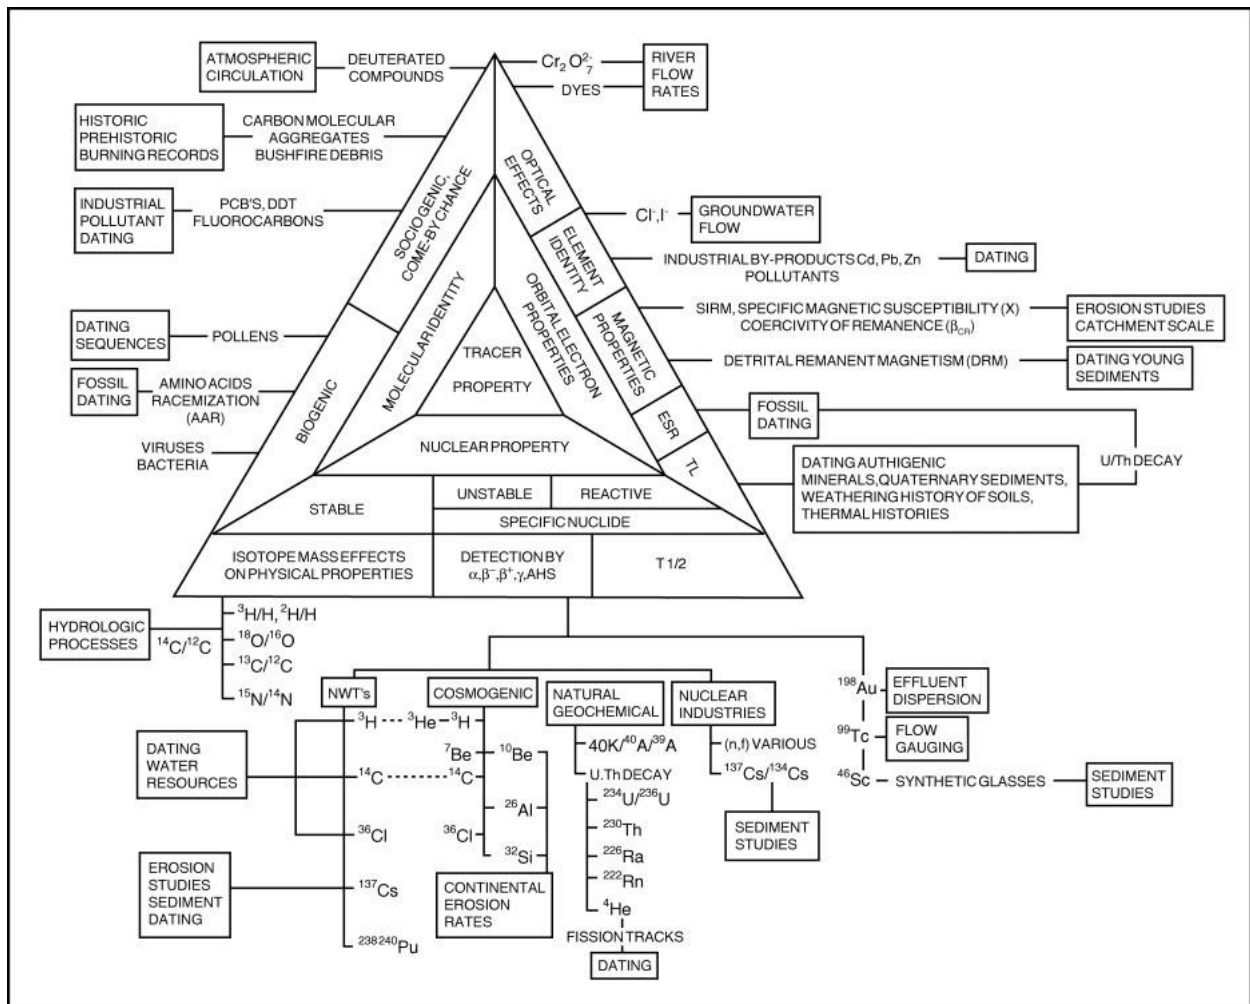 ATMOSPHERIC
CIRCULATION
DEUTERATED
COMPOUNDS
Cr₂O₇²⁻
DYES
RIVER
FLOW
RATES
HISTORIC
PREHISTORIC
BURNING RECORDS
CARBON MOLECULAR
AGGREGATES
BUSHFIRE DEBRIS
INDUSTRIAL
POLLUTANT
DATING
PCB'S, DDT
FLUOROCARBONS
DATING
SEQUENCES
POLLENS
FOSSIL
DATING
AMINO ACIDS
RACEMIZATION
(AAR)
VIRUSES
BACTERIA
SOCIOGENIC,
COME-BY CHANCE
BIOGENIC
MOLECULAR IDENTITY
TRACER
PROPERTY
ORBITAL ELECTRON
PROPERTIES
NUCLEAR PROPERTY
OPTICAL
EFFECTS
ELEMENT
IDENTITY
MAGNETIC
PROPERTIES
ESR
TL
Cl⁻,I⁻
GROUNDWATER
FLOW
INDUSTRIAL BY-PRODUCTS Cd, Pb, Zn
POLLUTANTS
DATING
SIRM, SPECIFIC MAGNETIC SUSCEPTIBILITY (X)
COERCIVITY OF REMANENCE (βCR)
EROSION STUDIES
CATCHMENT SCALE
DETRITAL REMANENT MAGNETISM (DRM)
DATING YOUNG
SEDIMENTS
FOSSIL
DATING
U/Th DECAY
DATING AUTHIGENIC
MINERALS,QUATERNARY SEDIMENTS,
WEATHERING HISTORY OF SOILS,
THERMAL HISTORIES
STABLE
UNSTABLE
REACTIVE
SPECIFIC NUCLIDE
ISOTOPE MASS EFFECTS
ON PHYSICAL PROPERTIES
DETECTION BY
α,β⁻,β⁺,γ,AHS
T 1/2
HYDROLOGIC
PROCESSES
¹⁴C/¹²C
³H/H, ²H/H
¹⁸O/¹⁶O
¹³C/¹²C
¹⁵N/¹⁴N
NWT's
COSMOGENIC
NATURAL
GEOCHEMICAL
NUCLEAR
INDUSTRIES
¹⁹⁸Au
EFFLUENT
DISPERSION
⁹⁹Tc
FLOW
GAUGING
⁴⁶Sc
SYNTHETIC GLASSES
SEDIMENT
STUDIES
DATING
WATER
RESOURCES
EROSION
STUDIES
SEDIMENT
DATING
³H
³He
³H
⁷Be
¹⁰Be
¹⁴C
¹⁴C
²⁶Al
³⁶Cl
³⁶Cl
³²Si
¹³⁷Cs
²³⁸²⁴⁰Pu
CONTINENTAL
EROSION
RATES
40K/⁴⁰A/³⁹A
U.Th DECAY
²³⁴U/²³⁶U
²³⁰Th
²²⁶Ra
²²²Rn
⁴He
FISSION TRACKS
DATING
(n,f) VARIOUS
¹³⁷Cs/¹³⁴Cs
SEDIMENT
STUDIES